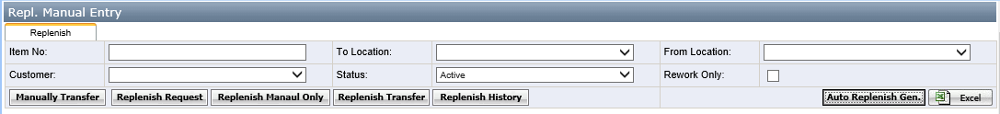 Repl. Manual Entry
Replenish
Item No: To Location: From Location:
Customer: Status: Active Rework Only:
Manually Transfer Replenish Request Replenish Manaul Only Replenish Transfer Replenish History Auto Replenish Gen. Excel